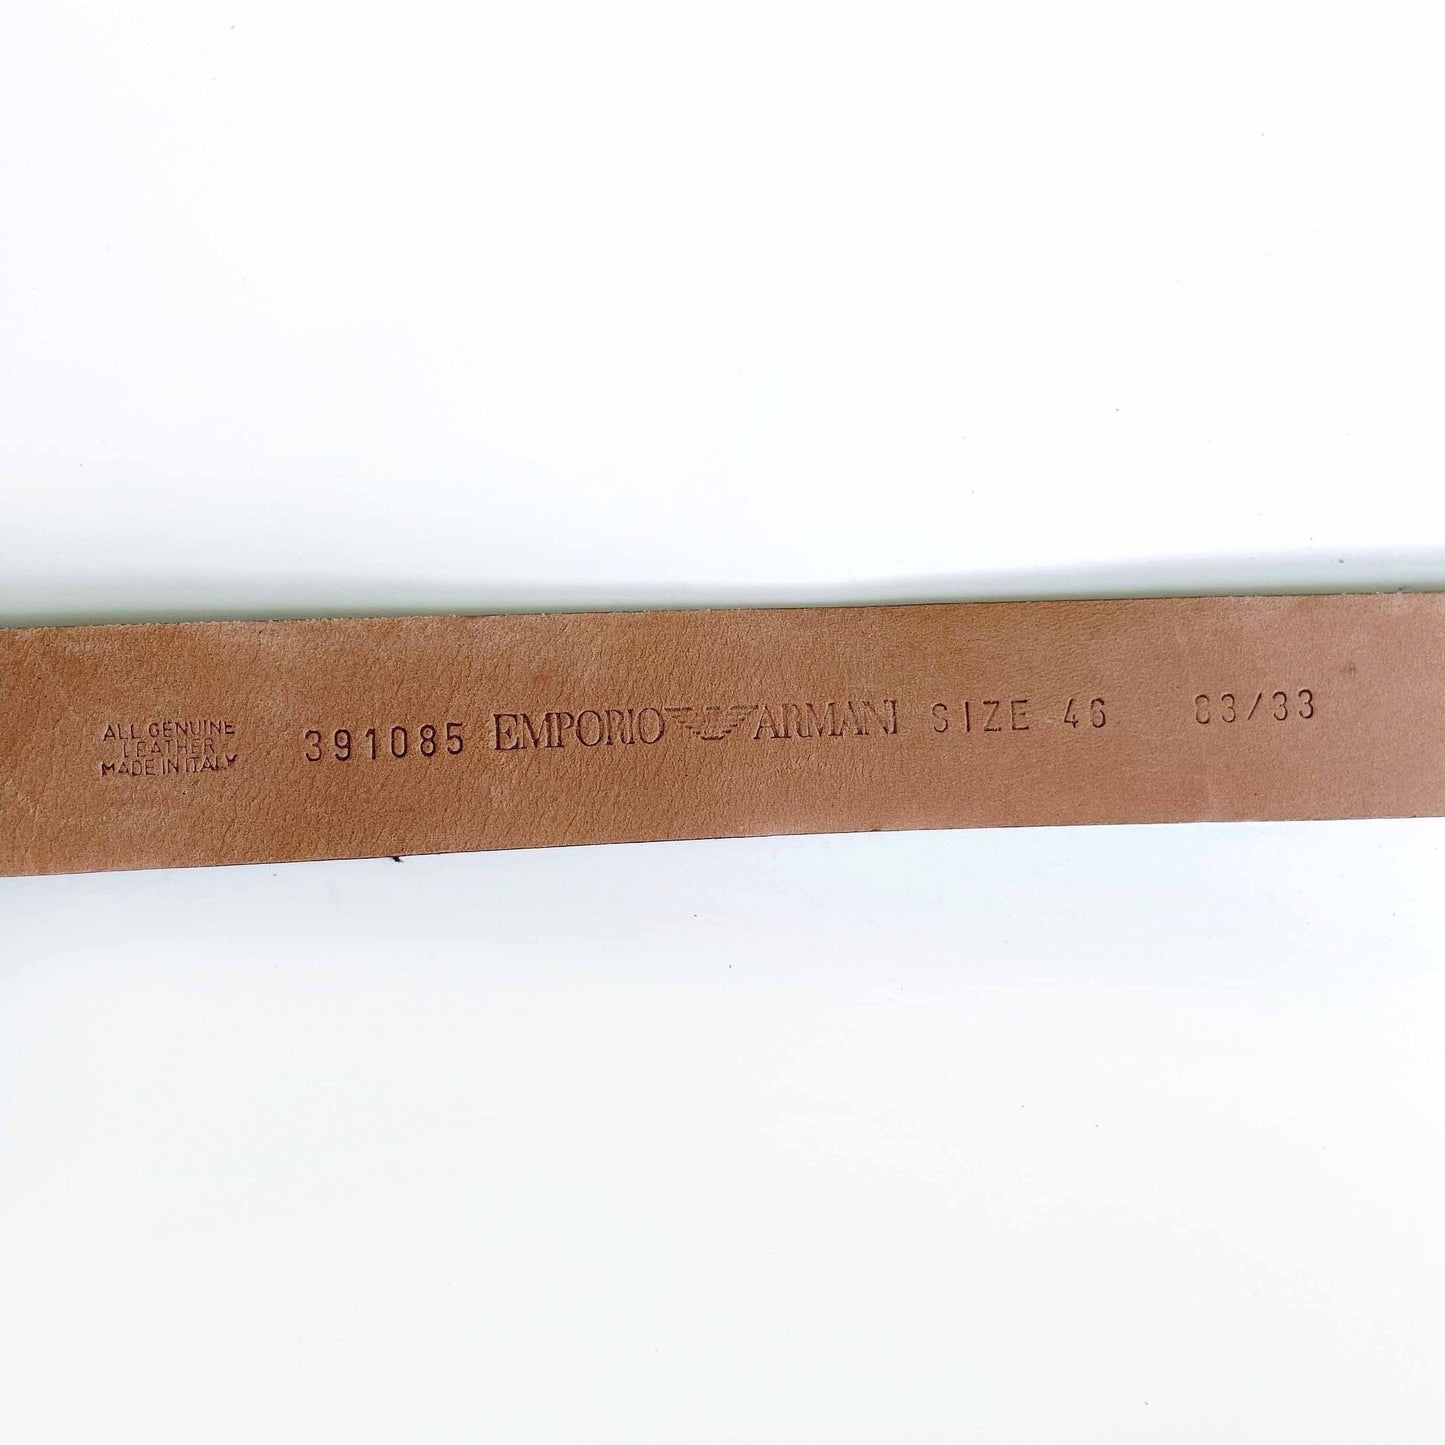 ALL GENUINE
LEATHER
MADE IN ITALY
391085 EMPORIO ARMANI SIZE 46 83/33